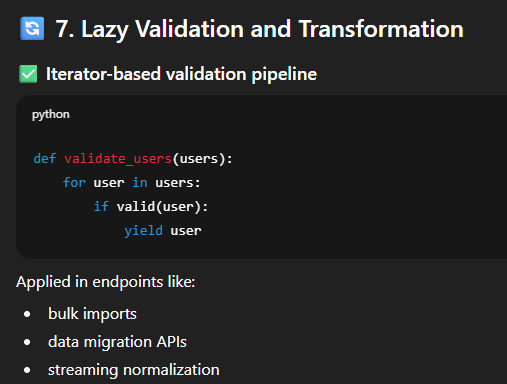 🔄 7. Lazy Validation and Transformation
✅ Iterator-based validation pipeline
python
def validate_users(users):
    for user in users:
        if valid(user):
            yield user
Applied in endpoints like:
• bulk imports
• data migration APIs
• streaming normalization